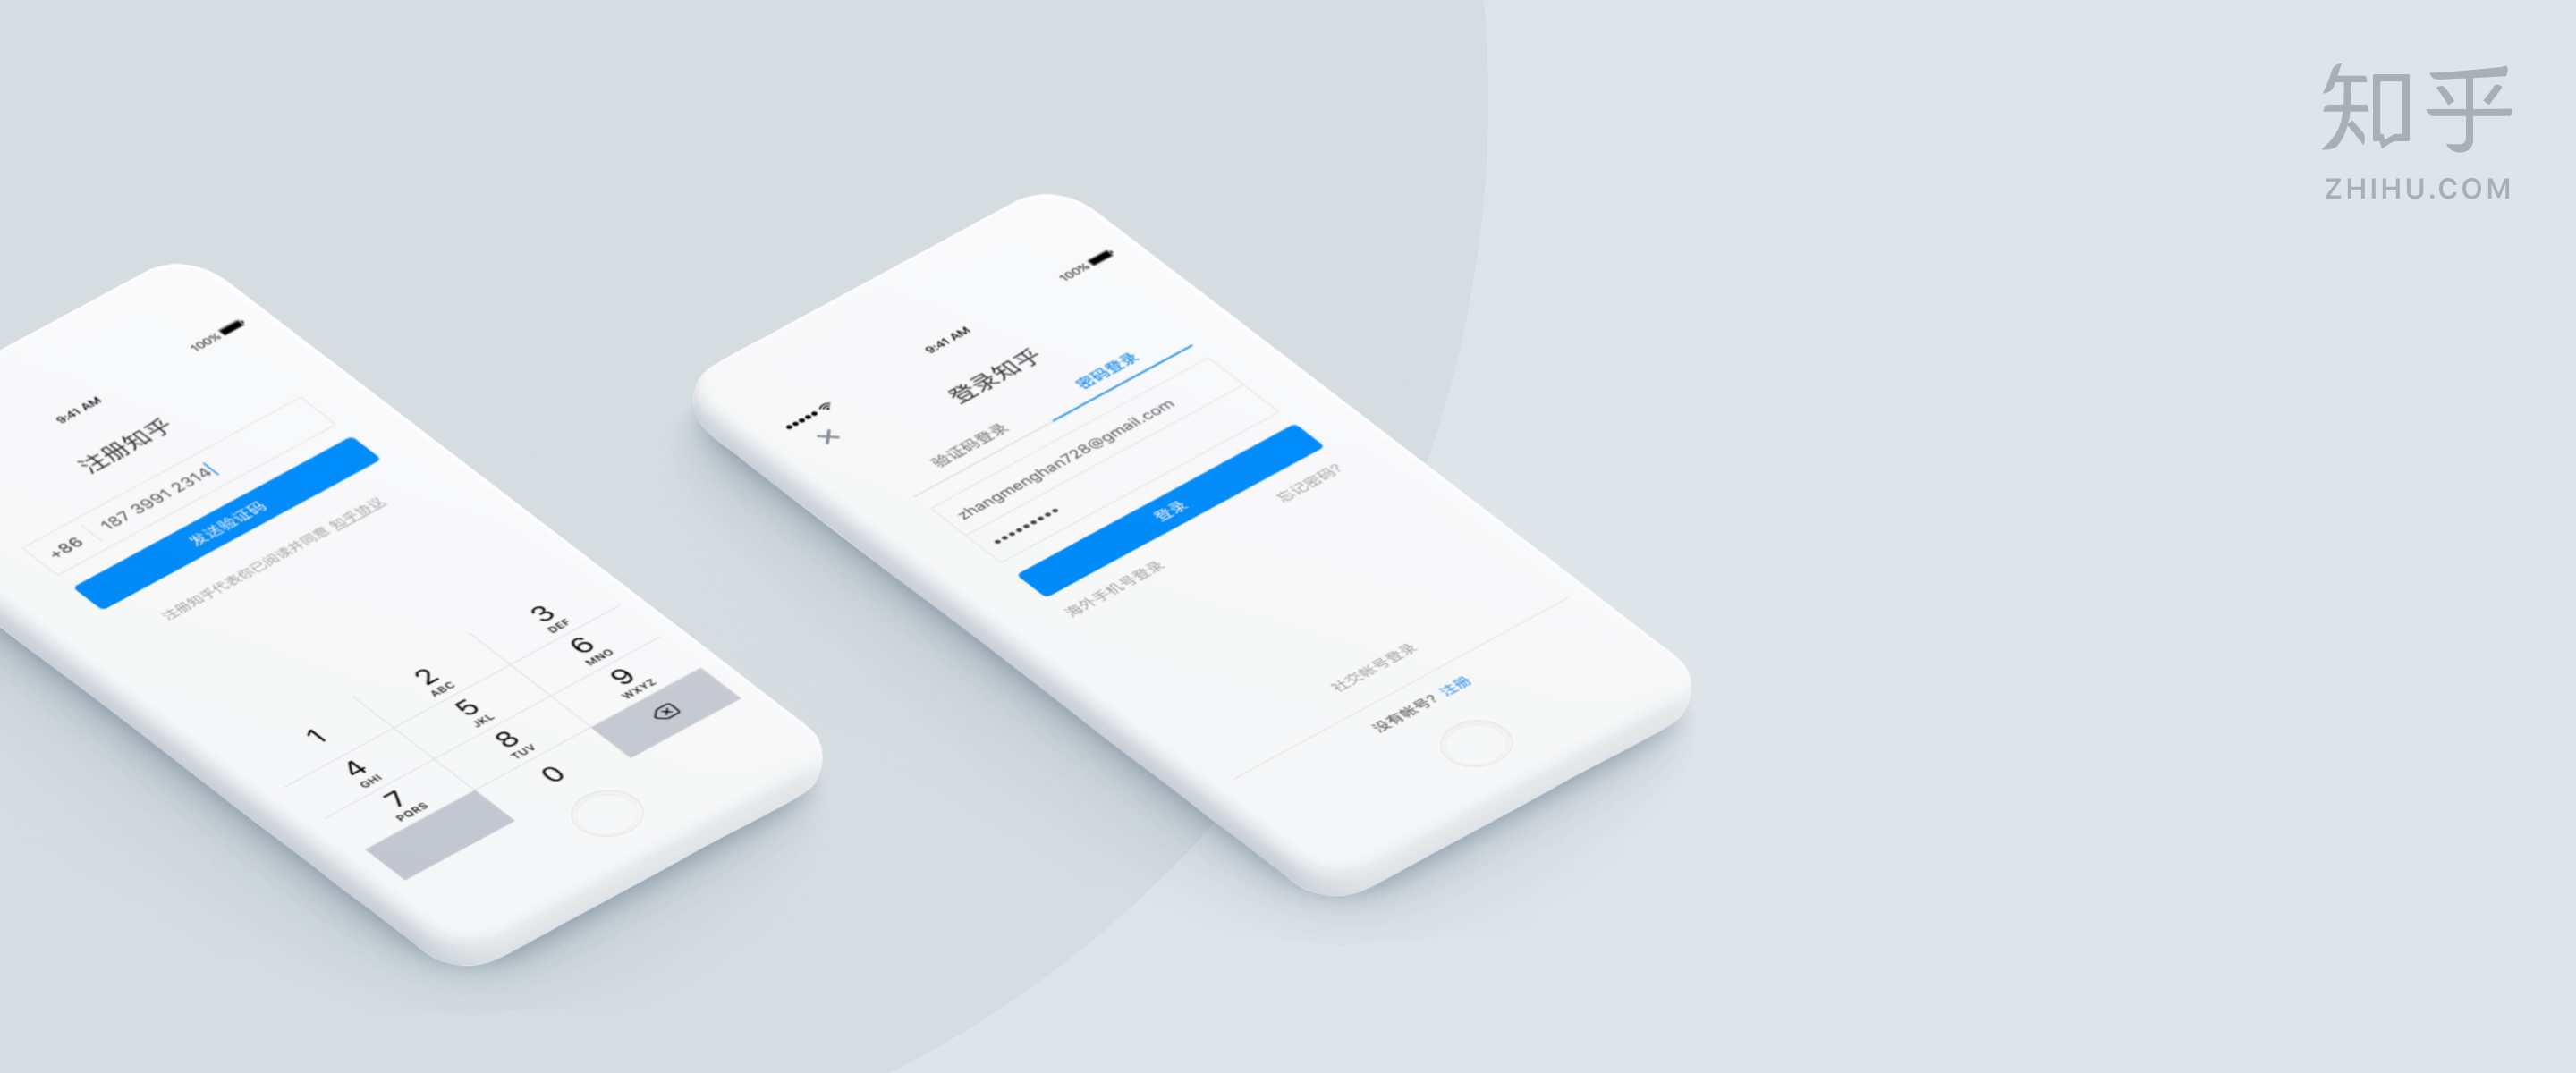 知乎
ZHIHU.COM
100%
9:41 AM
注册知乎
+86 187 3991 2314
发送验证码
注册知乎代表你已阅读并同意 知乎协议
1
2
ABC
3
DEF
4
GHI
5
JKL
6
MNO
7
PQRS
8
TUV
9
WXYZ
0
100%
9:41 AM
登录知乎
验证码登录
密码登录
zhangmenghan728@gmail.com
登录
海外手机号登录
忘记密码?
社交帐号登录
没有帐号? 注册